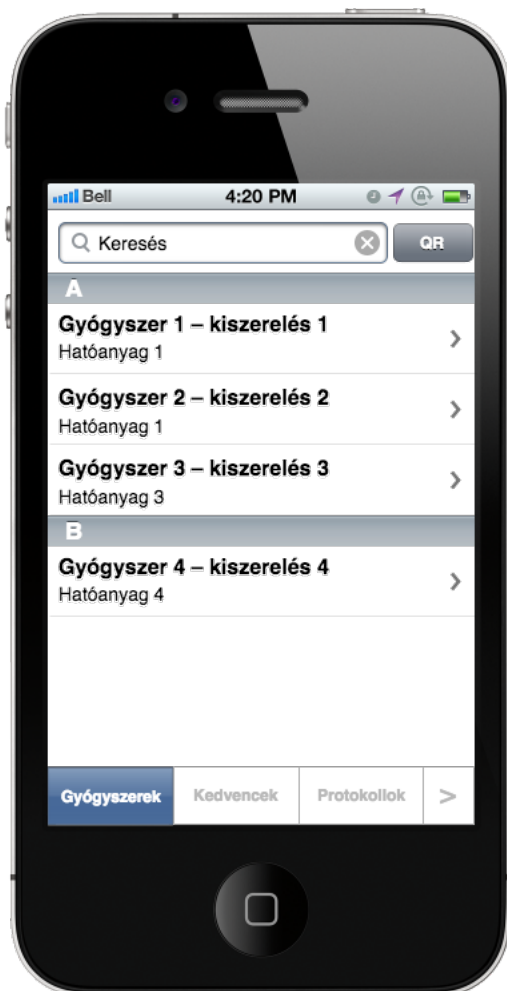 Bell 4:20 PM
Keresés QR
A
Gyógyszer 1 – kiszerelés 1
Hatóanyag 1
Gyógyszer 2 – kiszerelés 2
Hatóanyag 1
Gyógyszer 3 – kiszerelés 3
Hatóanyag 3
B
Gyógyszer 4 – kiszerelés 4
Hatóanyag 4
Gyógyszerek Kedvencek Protokollok >